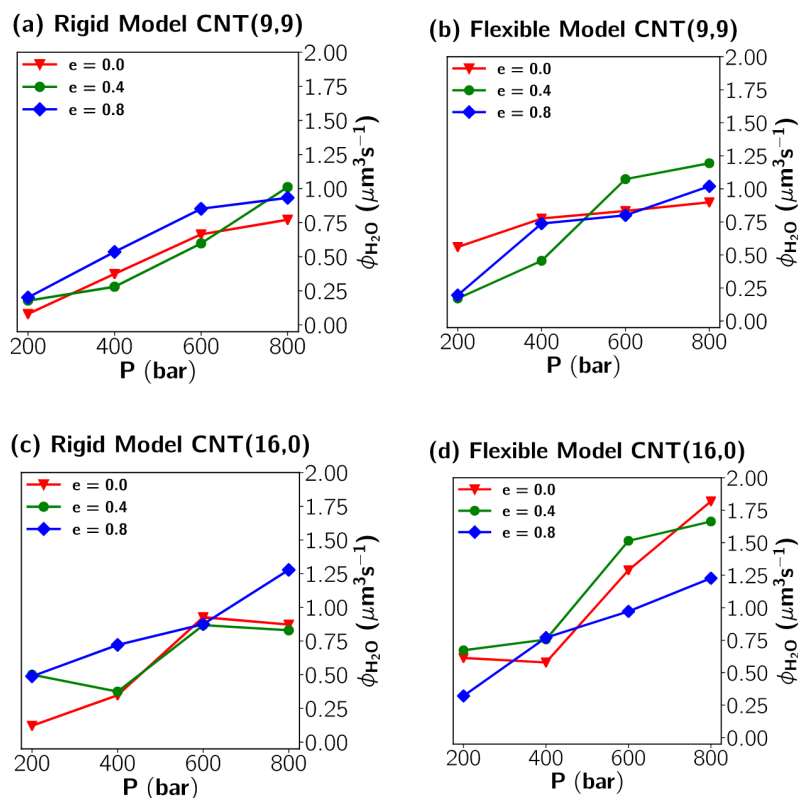 (a) Rigid Model CNT(9,9)
e = 0.0
e = 0.4
e = 0.8
2.00
1.75
1.50
1.25
1.00
0.75
0.50
0.25
0.00
ϕH₂O (μm³s⁻¹)
200 400 600 800
P (bar)
(b) Flexible Model CNT(9,9)
e = 0.0
e = 0.4
e = 0.8
2.00
1.75
1.50
1.25
1.00
0.75
0.50
0.25
0.00
ϕH₂O (μm³s⁻¹)
200 400 600 800
P (bar)
(c) Rigid Model CNT(16,0)
e = 0.0
e = 0.4
e = 0.8
2.00
1.75
1.50
1.25
1.00
0.75
0.50
0.25
0.00
ϕH₂O (μm³s⁻¹)
200 400 600 800
P (bar)
(d) Flexible Model CNT(16,0)
e = 0.0
e = 0.4
e = 0.8
2.00
1.75
1.50
1.25
1.00
0.75
0.50
0.25
0.00
ϕH₂O (μm³s⁻¹)
200 400 600 800
P (bar)